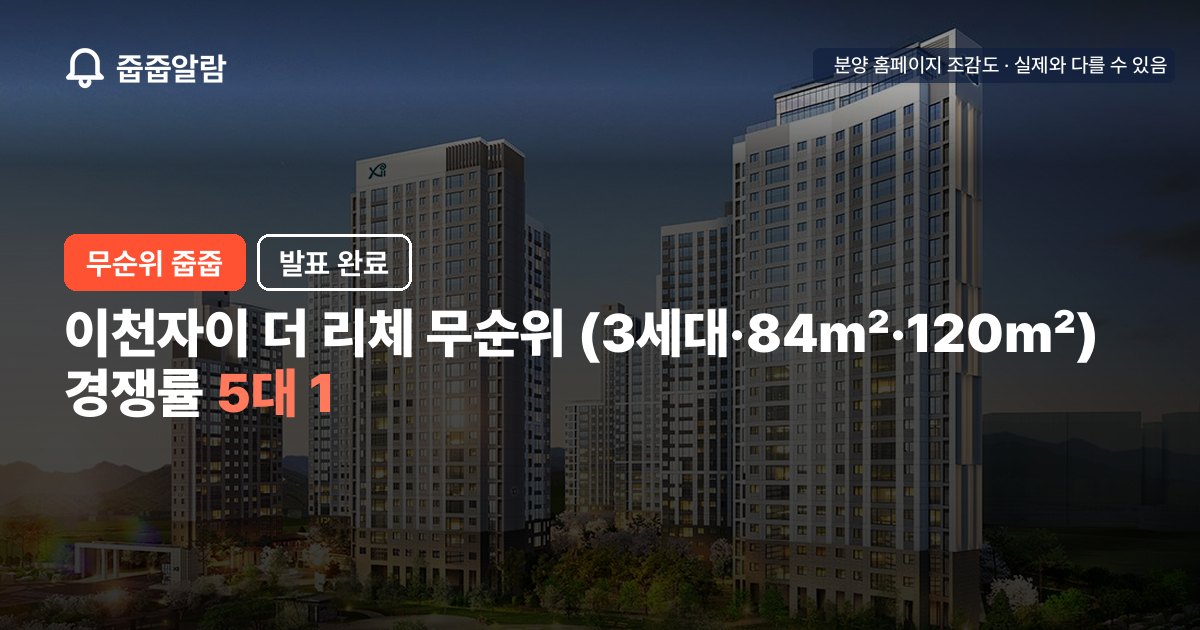 줍줍알람
분양 홈페이지 조감도 · 실제와 다를 수 있음
Xi
무순위 줍줍
발표 완료
이천자이 더 리체 무순위 (3세대·84m²·120m²)
경쟁률 5대 1